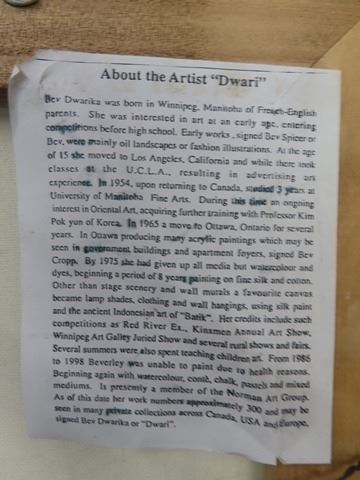 About the Artist "Dwari"
Bev Dwarika was born in Winnipeg, Manitoba of French-English
parents. She was interested in art at an early age, entering
competitions before high school. Early works, signed Bev Spicer or
Bev, were mainly oil landscapes or fashion illustrations. At the age
of 15 she moved to Los Angeles, California and while there took
classes at the U.C.L.A., resulting in advertising art
experience. In 1954, upon returning to Canada, studied 3 years at
University of Manitoba Fine Arts. During this time an ongoing
interest in Oriental Art, acquiring further training with Professor Kim
Pok yun of Korea. In 1965 a move to Ottawa, Ontario for several
years. In Ottawa producing many acrylic paintings which may be
seen in government buildings and apartment foyers, signed Bev
Cropp. By 1975 she had given up all media but watercolour and
dyes, beginning a period of 8 years painting on fine silk and cotton.
Other than stage scenery and wall murals a favourite canvas
became lamp shades, clothing and wall hangings, using silk paint
and the ancient Indonesian art of "Batik". Her credits include such
competitions as Red River Ex., Kinsmen Annual Art Show,
Winnipeg Art Galley Juried Show and several rural shows and fairs.
Several summers were also spent teaching children art. From 1986
to 1998 Beverley was unable to paint due to health reasons.
Beginning again with watercolour, conté, chalk, pastels and mixed
mediums. Is presently a member of the Norman Art Group.
As of this date her work numbers approximately 300 and may be
seen in many private collections across Canada, USA and Europe,
signed Bev Dwarika or "Dwari".